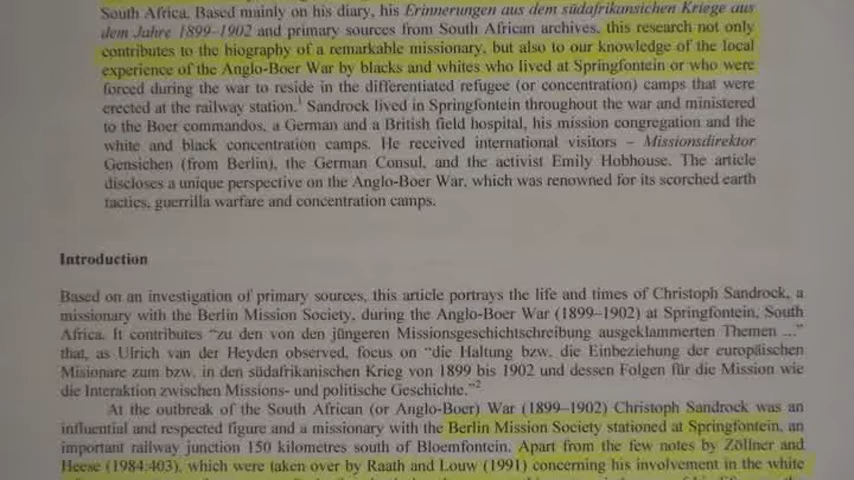 South Africa. Based mainly on his diary, his Erinnerungen aus dem südafrikansichen Kriege aus
dem Jahre 1899-1902 and primary sources from South African archives, this research not only
contributes to the biography of a remarkable missionary, but also to our knowledge of the local
experience of the Anglo-Boer War by blacks and whites who lived at Springfontein or who were
forced during the war to reside in the differentiated refugee (or concentration) camps that were
erected at the railway station.1 Sandrock lived in Springfontein throughout the war and ministered
to the Boer commandos, a German and a British field hospital, his mission congregation and the
white and black concentration camps. He received international visitors – Missionsdirektor
Gensichen (from Berlin), the German Consul, and the activist Emily Hobhouse. The article
discloses a unique perspective on the Anglo-Boer War, which was renowned for its scorched earth
tactics, guerrilla warfare and concentration camps.
Introduction
Based on an investigation of primary sources, this article portrays the life and times of Christoph Sandrock, a
missionary with the Berlin Mission Society, during the Anglo-Boer War (1899–1902) at Springfontein, South
Africa. It contributes “zu den von den jüngeren Missionsgeschichtschreibung ausgeklammerten Themen ...”
that, as Ulrich van der Heyden observed, focus on “die Haltung bzw. die Einbeziehung der europäischen
Misionare zum bzw. in den südafrikanischen Krieg von 1899 bis 1902 und dessen Folgen für die Mission wie
die Interaktion zwischen Missions- und politische Geschichte.”2
At the outbreak of the South African (or Anglo-Boer) War (1899–1902) Christoph Sandrock was an
influential and respected figure and a missionary with the Berlin Mission Society stationed at Springfontein, an
important railway junction 150 kilometres south of Bloemfontein. Apart from the few notes by Zöllner and
Heese (1984:403), which were taken over by Raath and Louw (1991) concerning his involvement in the white